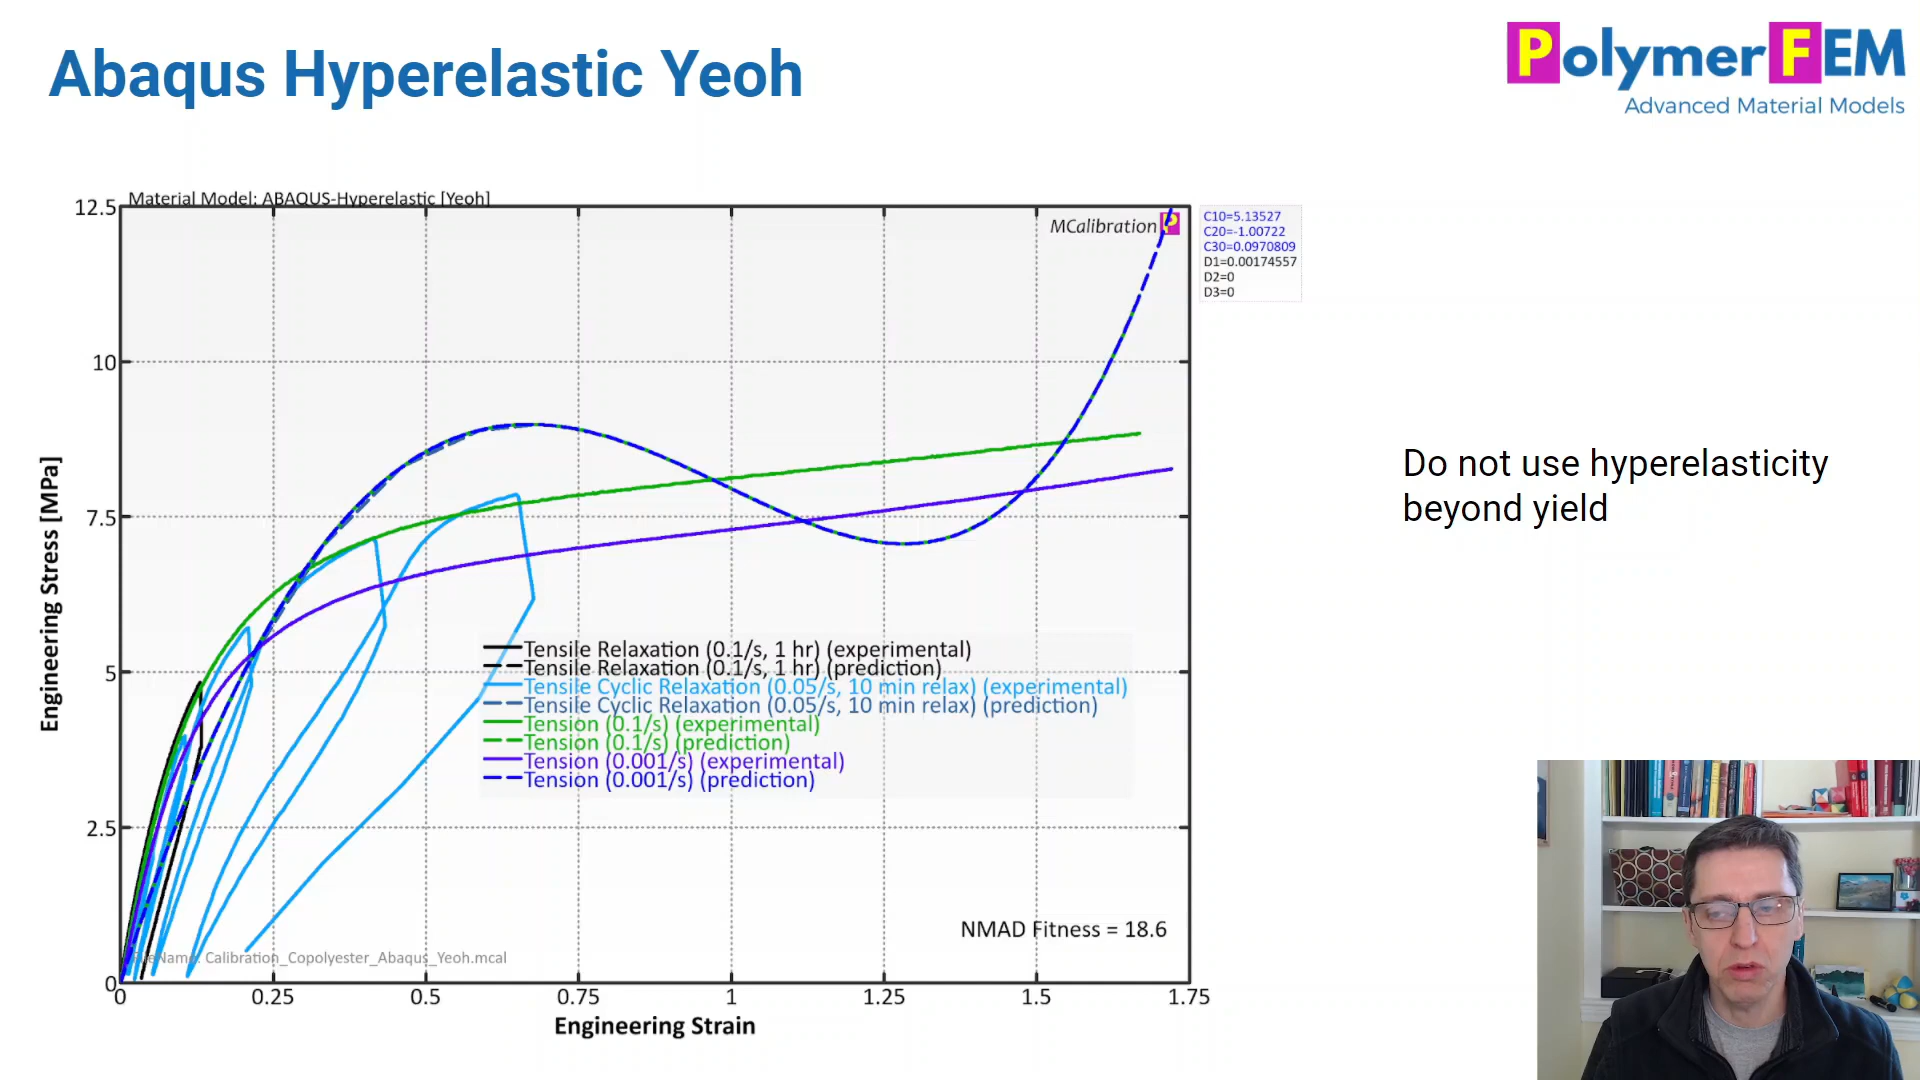 Abaqus Hyperelastic Yeoh
PolymerFEM
Advanced Material Models
Material Model: ABAQUS-Hyperelastic [Yeoh]
MCalibration
C10=5.13527
C20=-1.00722
C30=0.0970809
D1=0.00174557
D2=0
D3=0
12.5
10
7.5
5
2.5
0
Engineering Stress [MPa]
Do not use hyperelasticity
beyond yield
Tensile Relaxation (0.1/s, 1 hr) (experimental)
Tensile Relaxation (0.1/s, 1 hr) (prediction)
Tensile Cyclic Relaxation (0.05/s, 10 min relax) (experimental)
Tensile Cyclic Relaxation (0.05/s, 10 min relax) (prediction)
Tension (0.1/s) (experimental)
Tension (0.1/s) (prediction)
Tension (0.001/s) (experimental)
Tension (0.001/s) (prediction)
NMAD Fitness = 18.6
Calibration_Copolyester_Abaqus_Yeoh.mcal
0 0.25 0.5 0.75 1 1.25 1.5 1.75
Engineering Strain